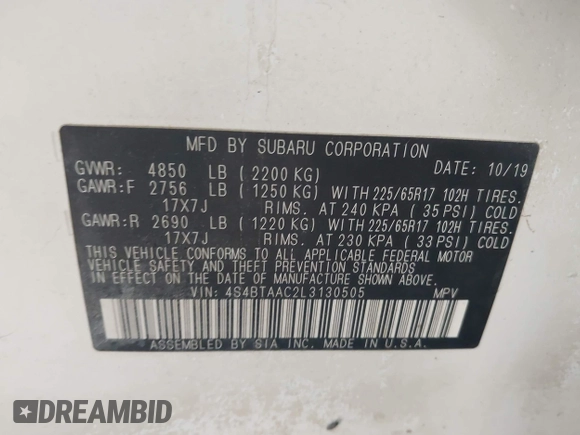 MFD BY SUBARU CORPORATION
GVWR: 4850 LB (2200 KG) DATE: 10/19
GAWR:F 2756 LB (1250 KG) WITH 225/65R17 102H TIRES.
17X7J RIMS. AT 240 KPA (35 PSI) COLD
GAWR:R 2690 LB (1220 KG) WITH 225/65R17 102H TIRES.
17X7J RIMS. AT 230 KPA (33 PSI) COLD
THIS VEHICLE CONFORMS TO ALL APPLICABLE FEDERAL MOTOR
VEHICLE SAFETY AND THEFT PREVENTION STANDARDS
IN EFFECT ON THE DATE OF MANUFACTURE SHOWN ABOVE.
VIN: 4S4BTAAC2L3130505 MPV
ASSEMBLED BY SIA INC. MADE IN U.S.A.
DREAMBID